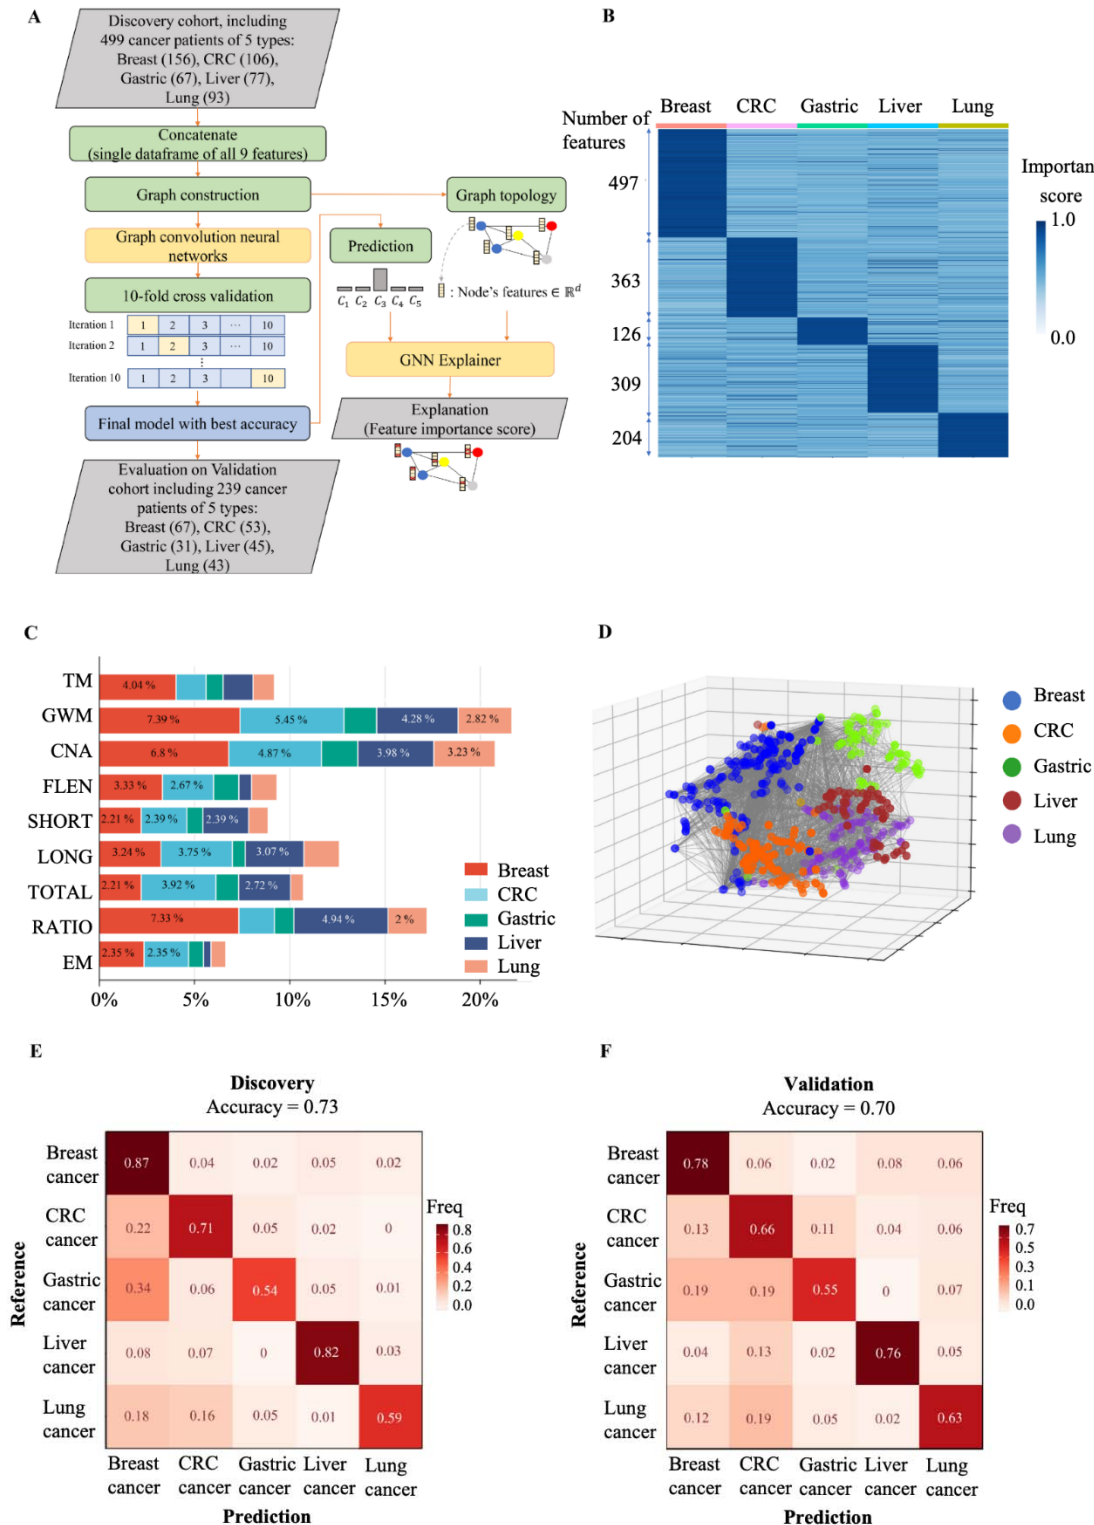 A
Discovery cohort, including
499 cancer patients of 5 types:
Breast (156), CRC (106),
Gastric (67), Liver (77),
Lung (93)
Concatenate
(single dataframe of all 9 features)
Graph construction
Graph topology
Graph convolution neural
networks
Prediction
C1 C2 C3 C4 C5
: Node's features ∈ ℝ^d
10-fold cross validation
Iteration 1 1 2 3 ... 10
Iteration 2 1 2 3 ... 10
⋮
Iteration 10 1 2 3 10
GNN Explainer
Final model with best accuracy
Explanation
(Feature importance score)
Evaluation on Validation
cohort including 239 cancer
patients of 5 types:
Breast (67), CRC (53),
Gastric (31), Liver (45),
Lung (43)
B
Breast CRC Gastric Liver Lung
Number of
features
497
363
126
309
204
Importan
score
1.0
0.0
C
TM 4.04 %
GWM 7.39 % 5.45 % 4.28 % 2.82 %
CNA 6.8 % 4.87 % 3.98 % 3.23 %
FLEN 3.33 % 2.67 %
SHORT 2.21 % 2.39 % 2.39 %
LONG 3.24 % 3.75 % 3.07 %
TOTAL 2.21 % 3.92 % 2.72 %
RATIO 7.33 % 4.94 % 2 %
EM 2.35 % 2.35 %
0% 5% 10% 15% 20%
Breast
CRC
Gastric
Liver
Lung
D
Breast
CRC
Gastric
Liver
Lung
E
Discovery
Accuracy = 0.73
Reference
Breast
cancer
0.87 0.04 0.02 0.05 0.02
CRC
cancer
0.22 0.71 0.05 0.02 0
Gastric
cancer
0.34 0.06 0.54 0.05 0.01
Liver
cancer
0.08 0.07 0 0.82 0.03
Lung
cancer
0.18 0.16 0.05 0.01 0.59
Breast CRC Gastric Liver Lung
cancer cancer cancer cancer cancer
Prediction
Freq
0.8
0.6
0.4
0.2
0.0
F
Validation
Accuracy = 0.70
Reference
Breast
cancer
0.78 0.06 0.02 0.08 0.06
CRC
cancer
0.13 0.66 0.11 0.04 0.06
Gastric
cancer
0.19 0.19 0.55 0 0.07
Liver
cancer
0.04 0.13 0.02 0.76 0.05
Lung
cancer
0.12 0.19 0.05 0.02 0.63
Breast CRC Gastric Liver Lung
cancer cancer cancer cancer cancer
Prediction
Freq
0.7
0.5
0.3
0.1
0.0